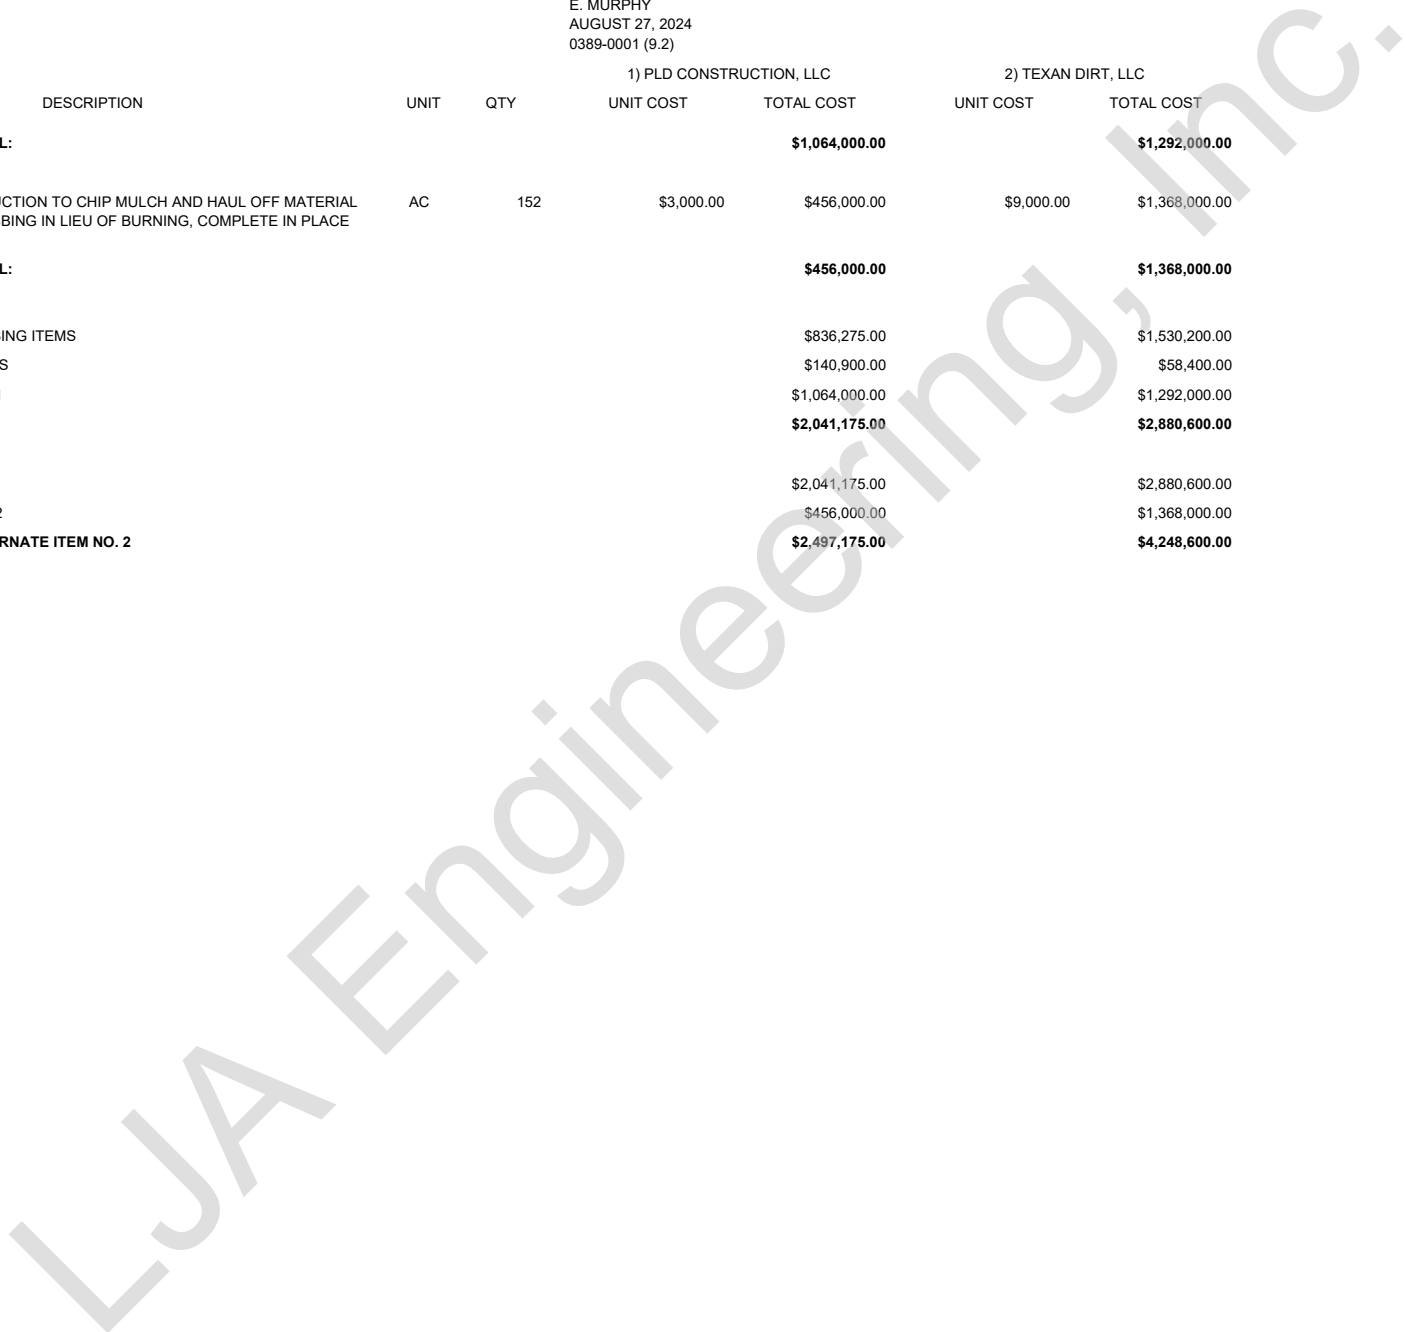 E. MURPHY
AUGUST 27, 2024
0389-0001 (9.2)
1) PLD CONSTRUCTION, LLC 2) TEXAN DIRT, LLC
DESCRIPTION UNIT QTY UNIT COST TOTAL COST UNIT COST TOTAL COST
L: $1,064,000.00 $1,292,000.00
UCTION TO CHIP MULCH AND HAUL OFF MATERIAL AC 152 $3,000.00 $456,000.00 $9,000.00 $1,368,000.00
BING IN LIEU OF BURNING, COMPLETE IN PLACE
L: $456,000.00 $1,368,000.00
ING ITEMS $836,275.00 $1,530,200.00
S $140,900.00 $58,400.00
$1,064,000.00 $1,292,000.00
$2,041,175.00 $2,880,600.00
$2,041,175.00 $2,880,600.00
2 $456,000.00 $1,368,000.00
RNATE ITEM NO. 2 $2,497,175.00 $4,248,600.00
LJA Engineering, Inc.